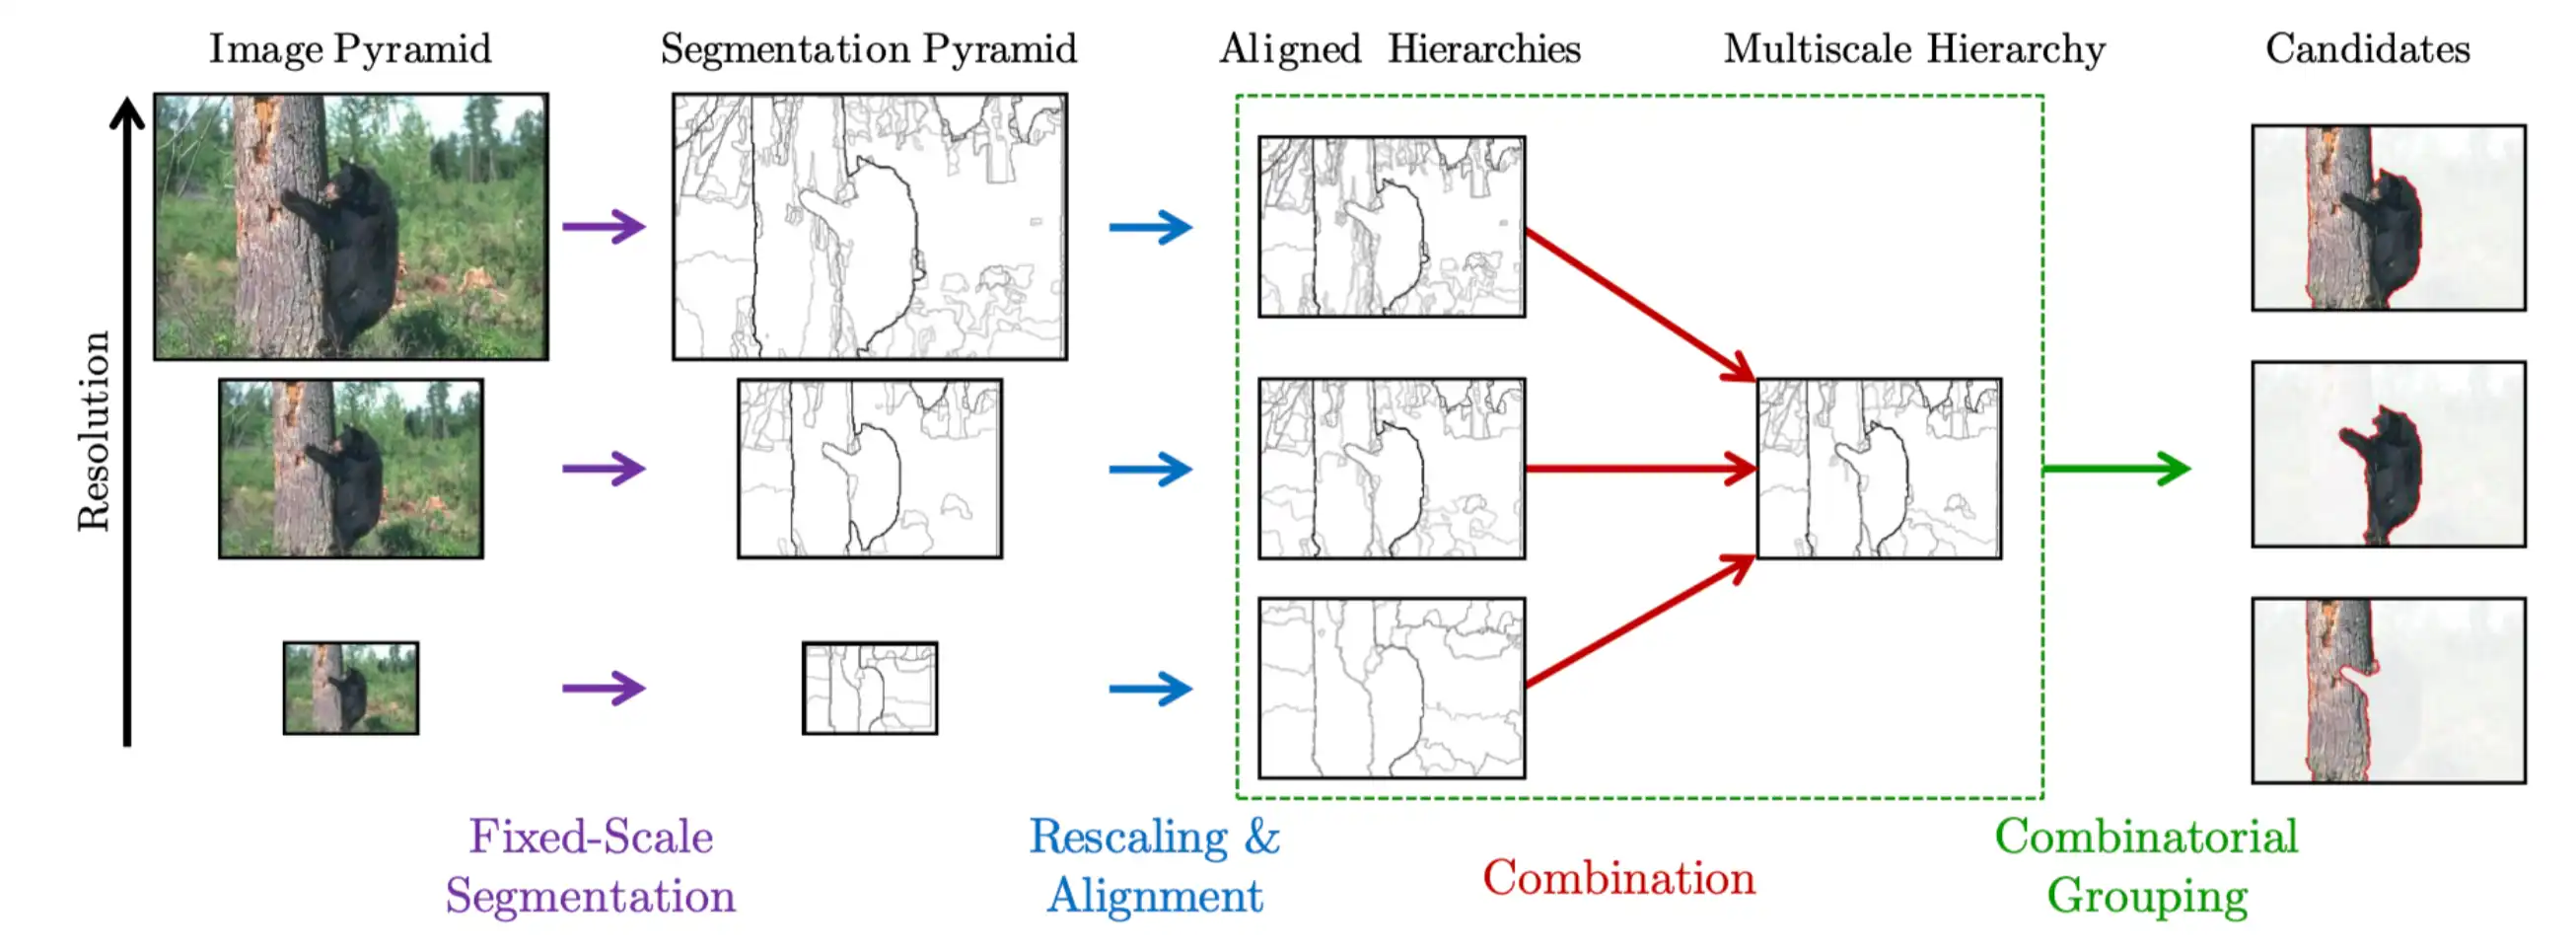 Image Pyramid
Segmentation Pyramid
Aligned Hierarchies
Multiscale Hierarchy
Candidates
Resolution
Fixed-Scale
Segmentation
Rescaling &
Alignment
Combination
Combinatorial
Grouping